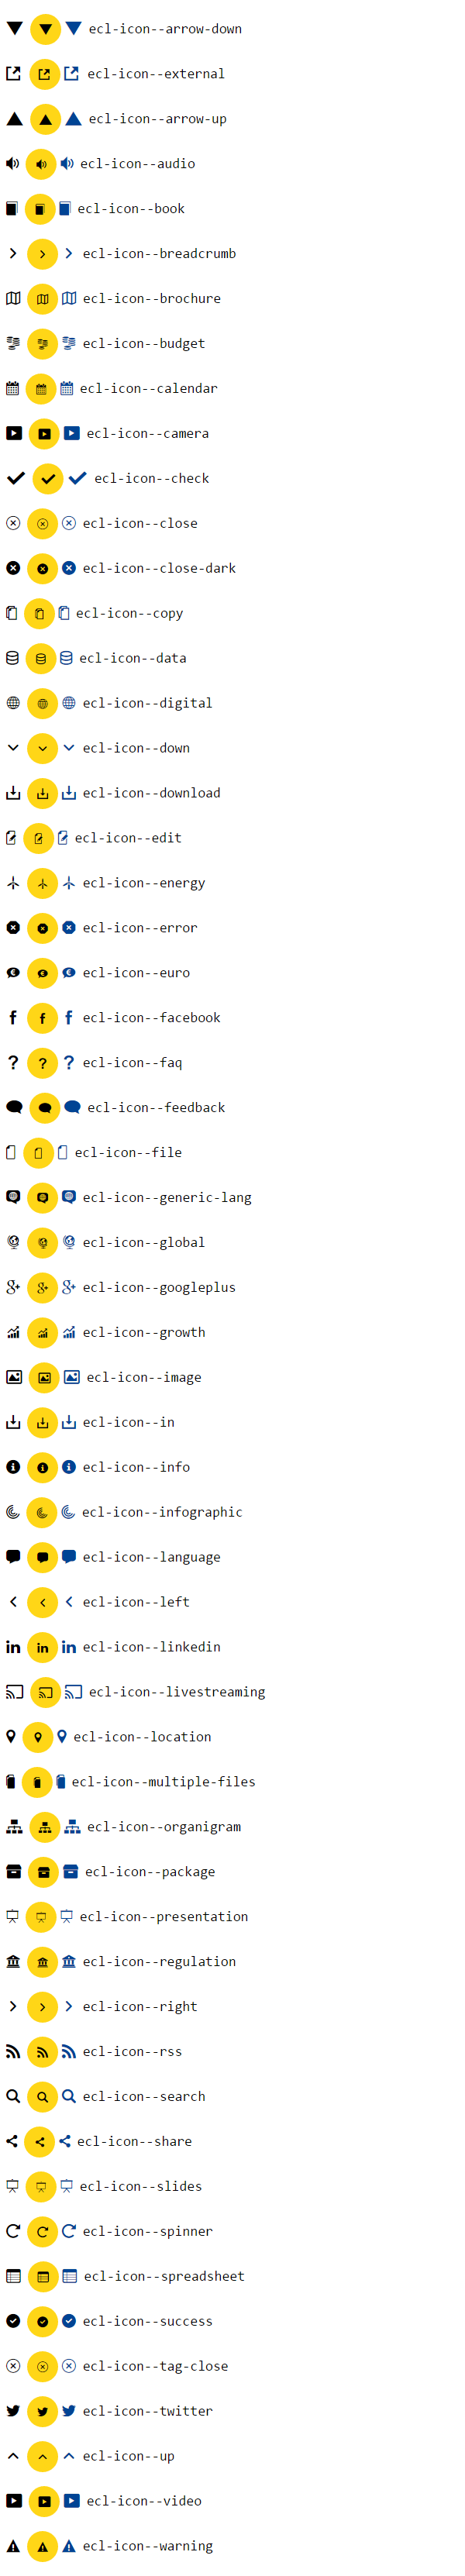 ecl-icon--arrow-down
ecl-icon--external
ecl-icon--arrow-up
ecl-icon--audio
ecl-icon--book
ecl-icon--breadcrumb
ecl-icon--brochure
ecl-icon--budget
ecl-icon--calendar
ecl-icon--camera
ecl-icon--check
ecl-icon--close
ecl-icon--close-dark
ecl-icon--copy
ecl-icon--data
ecl-icon--digital
ecl-icon--down
ecl-icon--download
ecl-icon--edit
ecl-icon--energy
ecl-icon--error
ecl-icon--euro
ecl-icon--facebook
ecl-icon--faq
ecl-icon--feedback
ecl-icon--file
ecl-icon--generic-lang
ecl-icon--global
ecl-icon--googleplus
ecl-icon--growth
ecl-icon--image
ecl-icon--in
ecl-icon--info
ecl-icon--infographic
ecl-icon--language
ecl-icon--left
ecl-icon--linkedin
ecl-icon--livestreaming
ecl-icon--location
ecl-icon--multiple-files
ecl-icon--organigram
ecl-icon--package
ecl-icon--presentation
ecl-icon--regulation
ecl-icon--right
ecl-icon--rss
ecl-icon--search
ecl-icon--share
ecl-icon--slides
ecl-icon--spinner
ecl-icon--spreadsheet
ecl-icon--success
ecl-icon--tag-close
ecl-icon--twitter
ecl-icon--up
ecl-icon--video
ecl-icon--warning